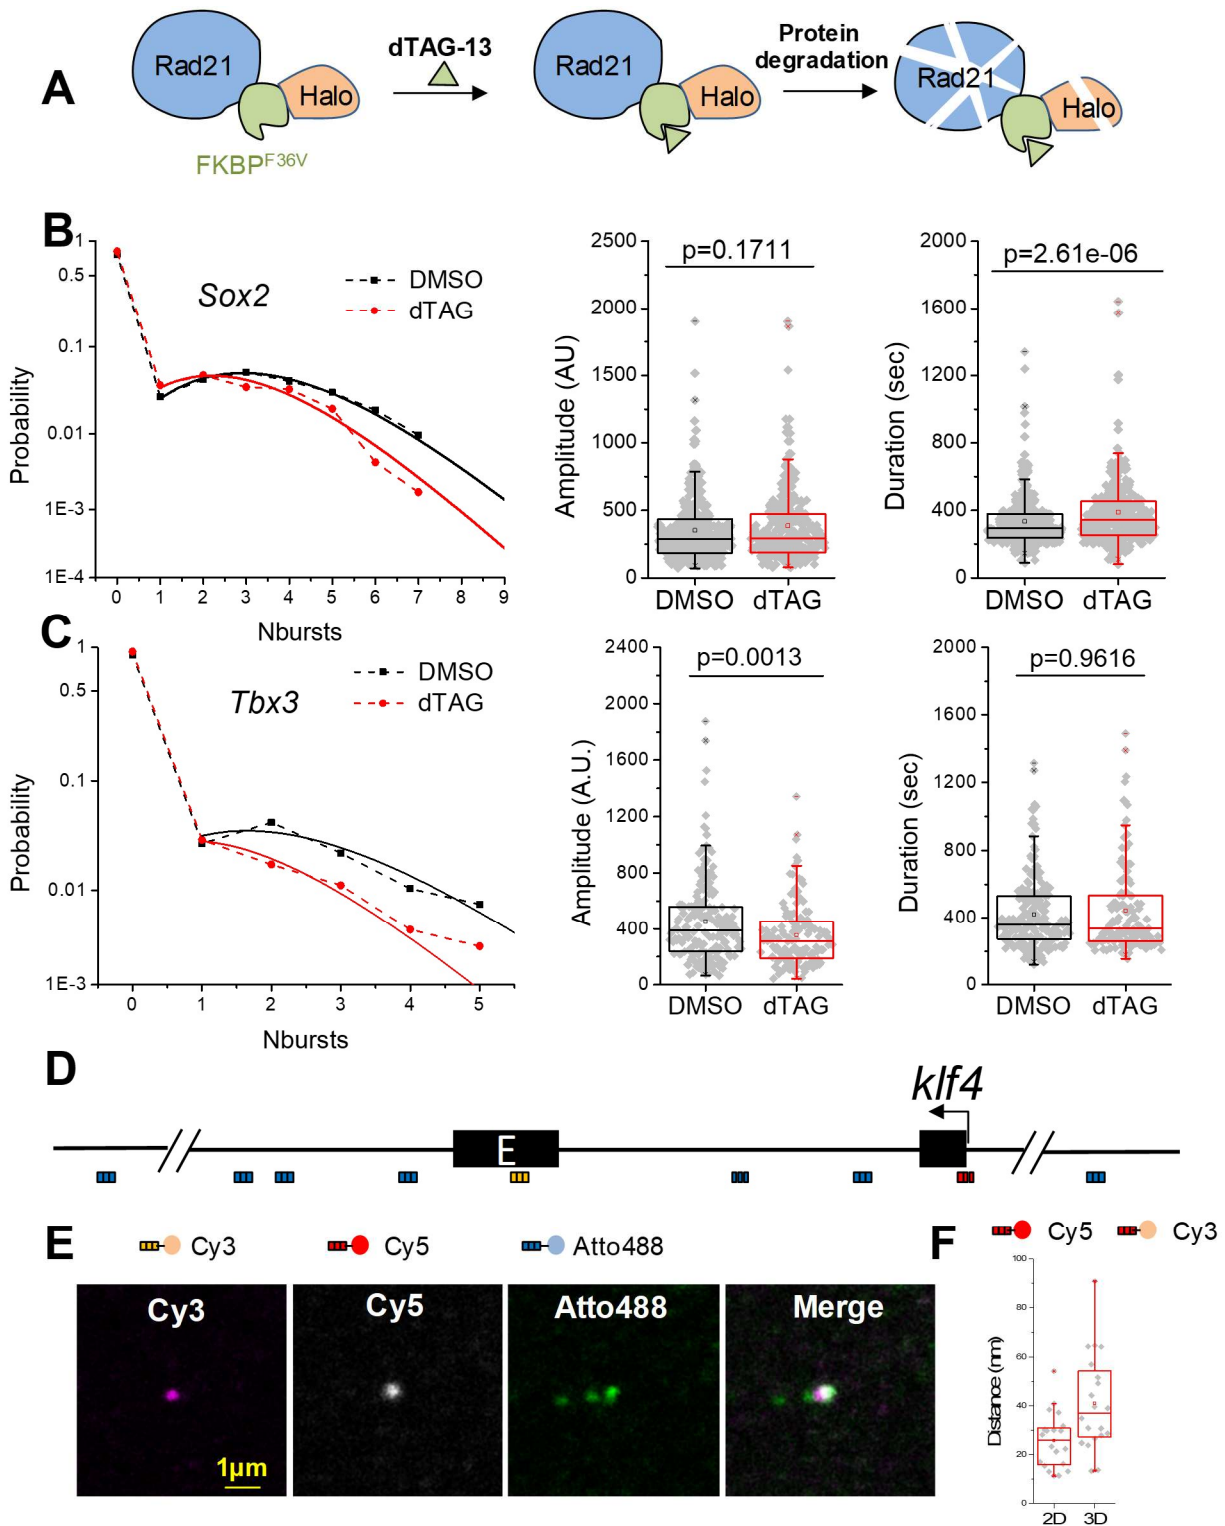 A
Rad21
Halo
FKBP^F36V
dTAG-13
Rad21
Halo
Protein
degradation
Rad21
Halo
B
Sox2
DMSO
dTAG
Probability
1
0.5
0.1
0.01
1E-3
1E-4
0 1 2 3 4 5 6 7 8 9
Nbursts
p=0.1711
Amplitude (AU)
2500
2000
1500
1000
500
0
DMSO dTAG
p=2.61e-06
Duration (sec)
2000
1600
1200
800
400
0
DMSO dTAG
C
Tbx3
DMSO
dTAG
Probability
1
0.5
0.1
0.01
1E-3
0 1 2 3 4 5
Nbursts
p=0.0013
Amplitude (A.U.)
2400
2000
1600
1200
800
400
0
DMSO dTAG
p=0.9616
Duration (sec)
2000
1600
1200
800
400
0
DMSO dTAG
D
klf4
E
E
Cy3
Cy5
Atto488
Cy3
1µm
Cy5
Atto488
Merge
F
Cy5
Cy3
Distance (nm)
100
80
60
40
20
0
2D 3D